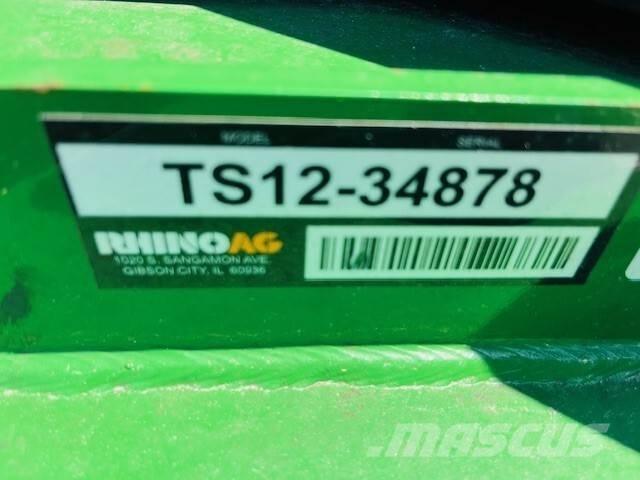 MODEL SERIAL
TS12-34878
RHINOAG
1020 S. SANGAMON AVE.
GIBSON CITY, IL 60936
MASCUS